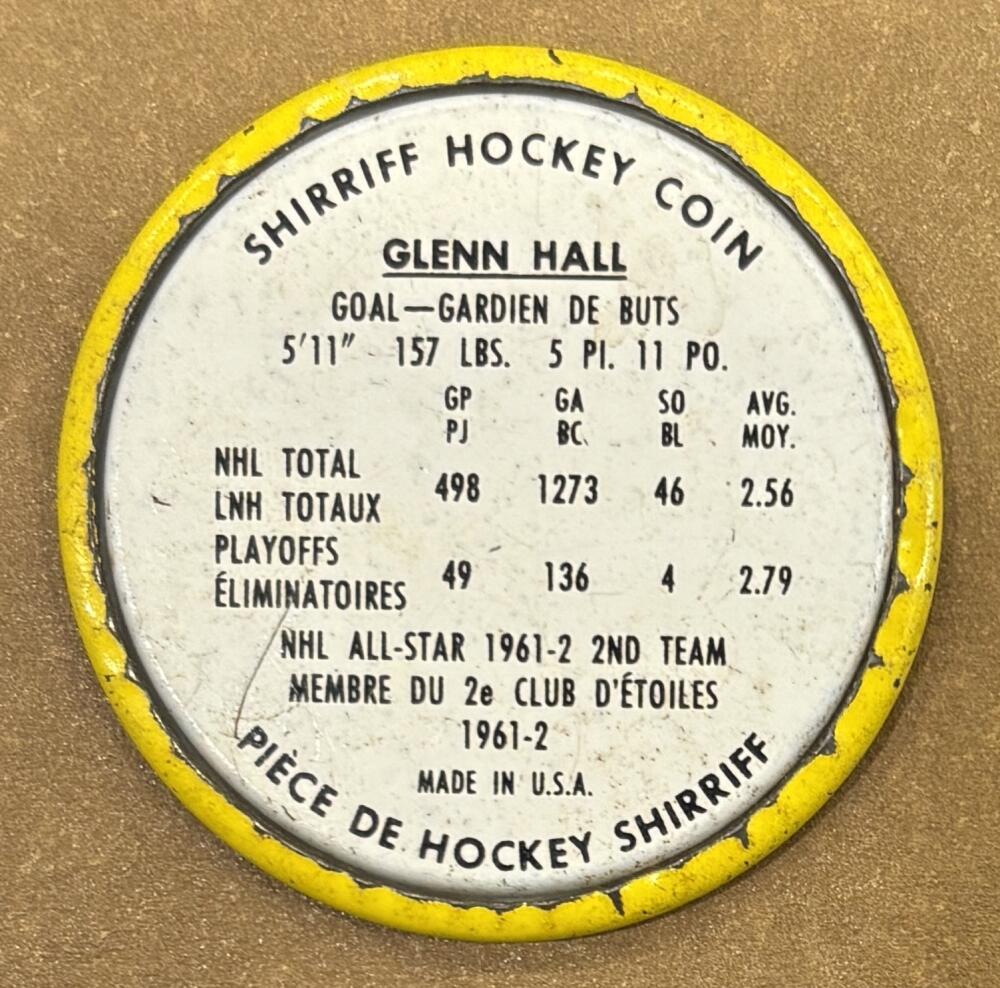 SHIRRIFF HOCKEY COIN
GLENN HALL
GOAL—GARDIEN DE BUTS
5'11" 157 LBS. 5 PI. 11 PO.
GP GA SO AVG.
PJ BC BL MOY.
NHL TOTAL
LNH TOTAUX 498 1273 46 2.56
PLAYOFFS
ÉLIMINATOIRES 49 136 4 2.79
NHL ALL-STAR 1961-2 2ND TEAM
MEMBRE DU 2e CLUB D'ÉTOILES
1961-2
MADE IN U.S.A.
PIÈCE DE HOCKEY SHIRRIFF